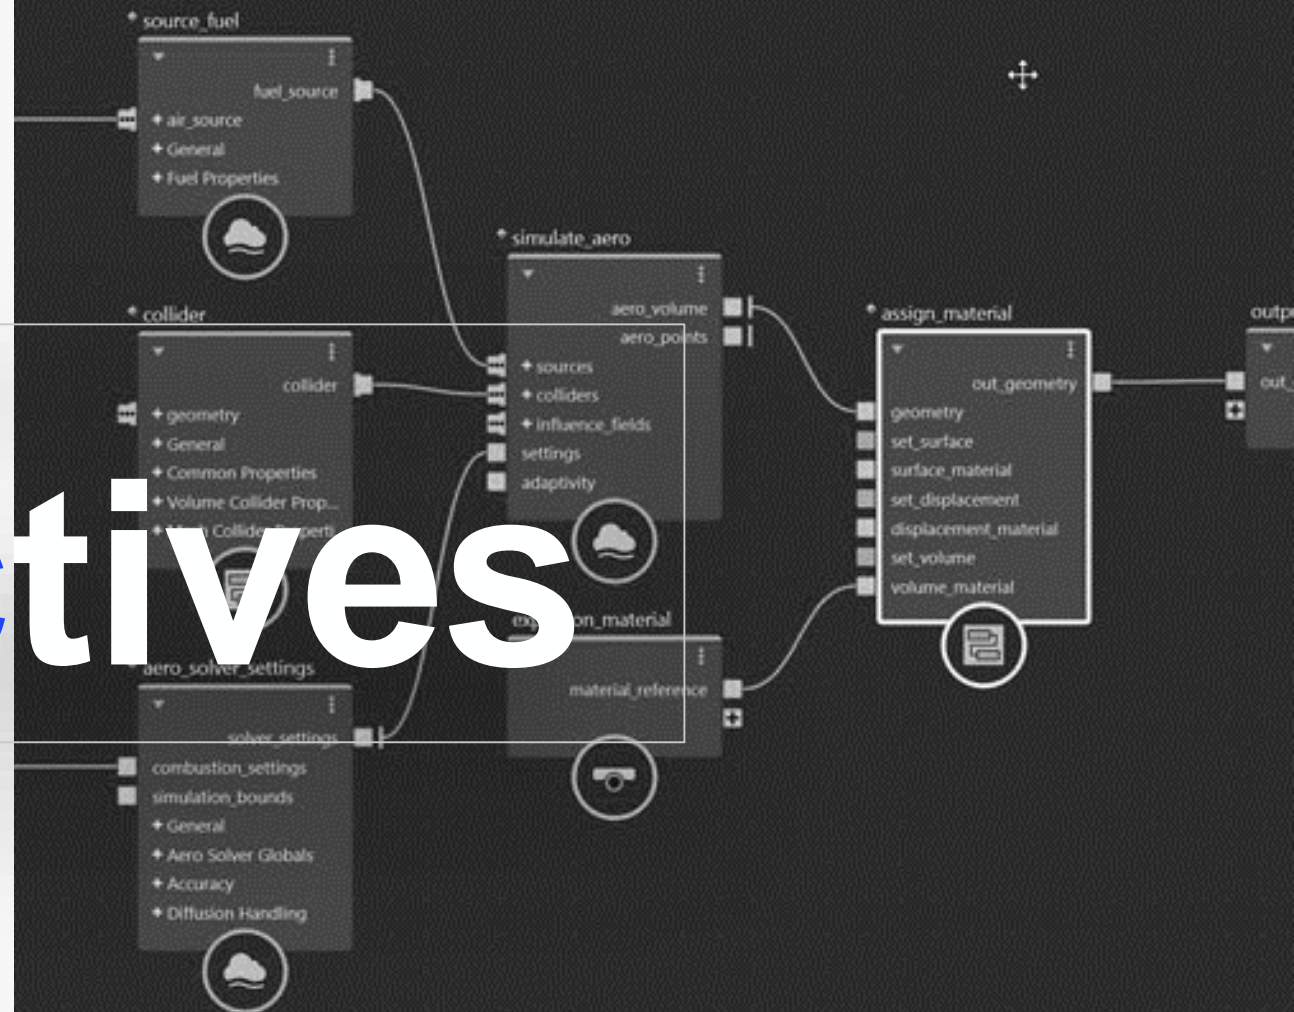 source_fuel
fuel_source
air_source
General
Fuel Properties
simulate_aero
aero_volume
aero_points
sources
colliders
influence_fields
settings
adaptivity
collider
collider
geometry
General
Common Properties
Volume Collider Prop...
assign_material
out_geometry
geometry
set_surface
surface_material
set_displacement
displacement_material
set_volume
volume_material
tives
material_reference
aero_solver_settings
solver_settings
combustion_settings
simulation_bounds
General
Aero Solver Globals
Accuracy
Diffusion Handling